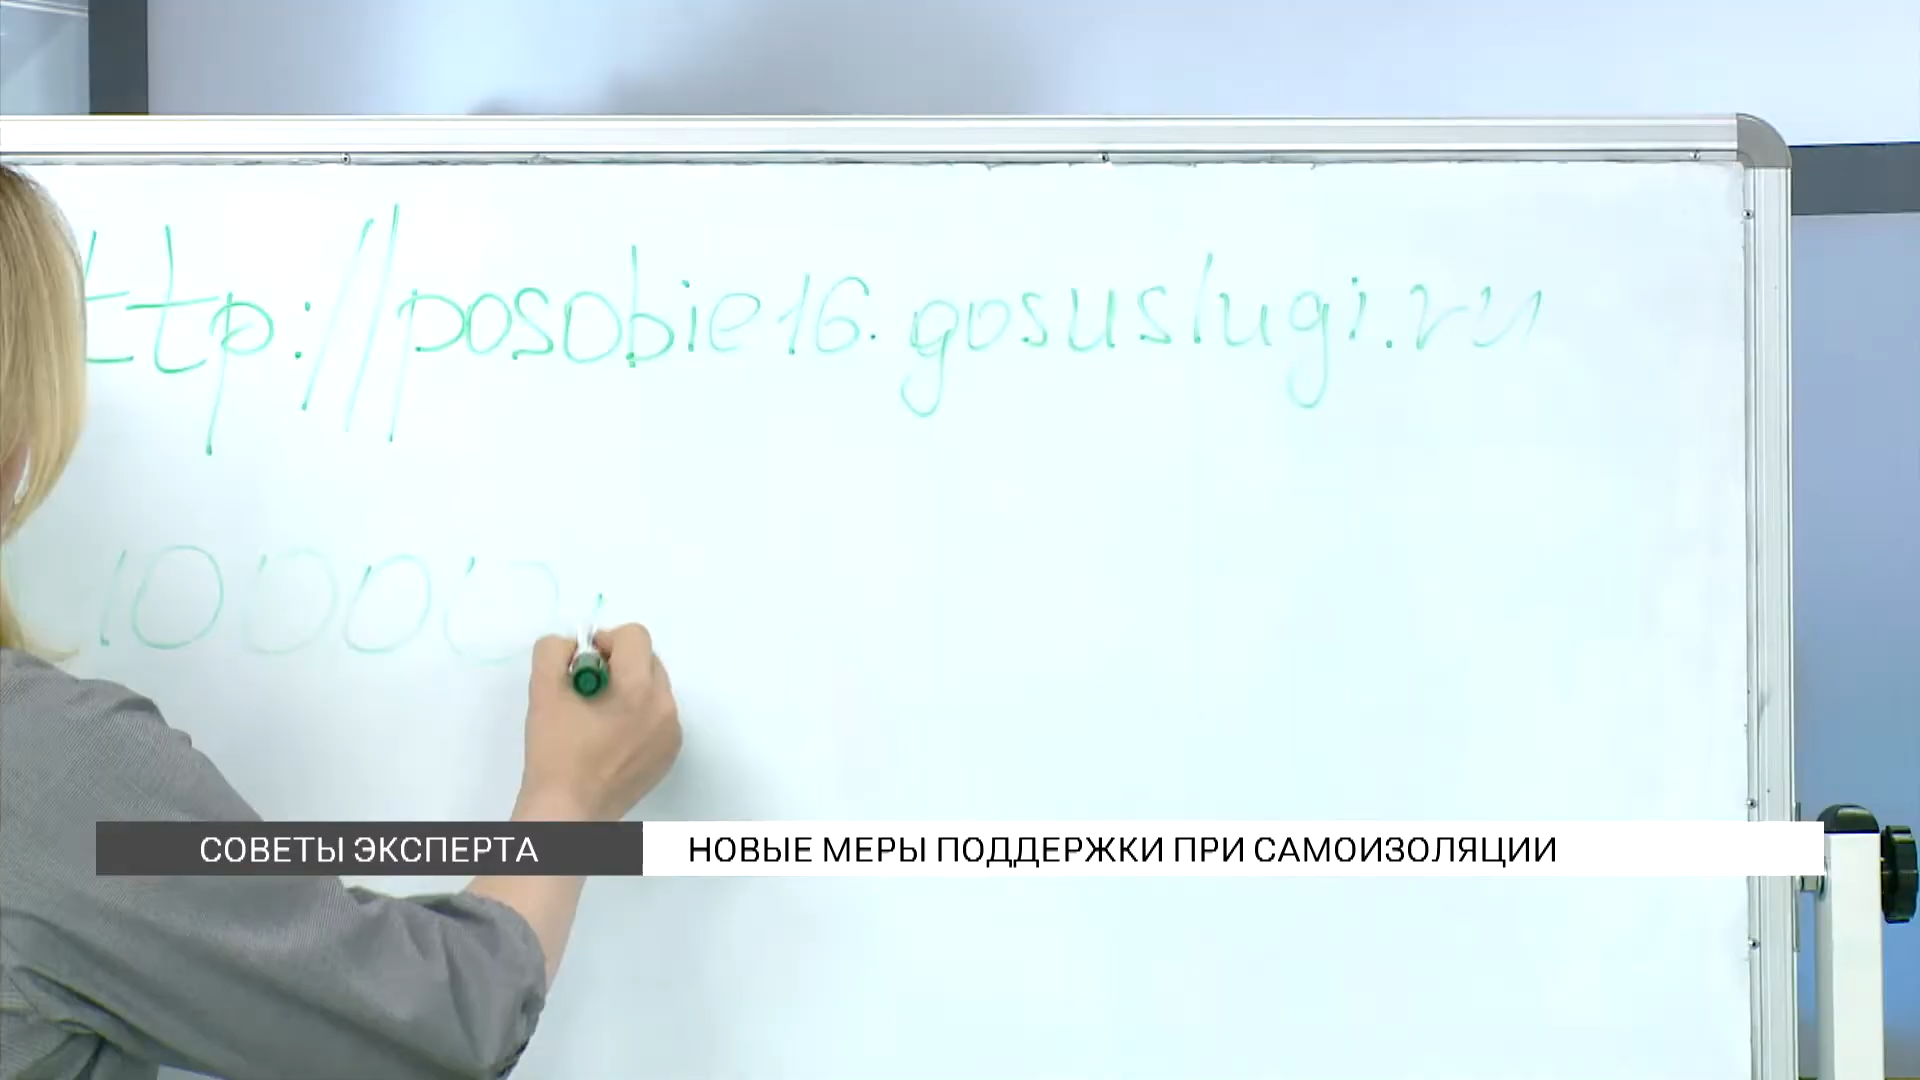 ttp://posobie16.gosuslugi.ru
10000
СОВЕТЫ ЭКСПЕРТА
НОВЫЕ МЕРЫ ПОДДЕРЖКИ ПРИ САМОИЗОЛЯЦИИ